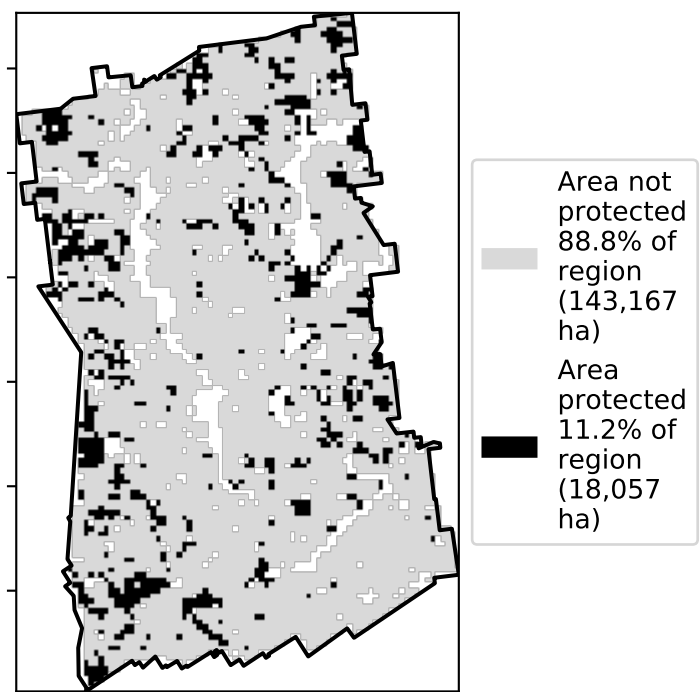 Area not
protected
88.8% of
region
(143,167
ha)
Area
protected
11.2% of
region
(18,057
ha)